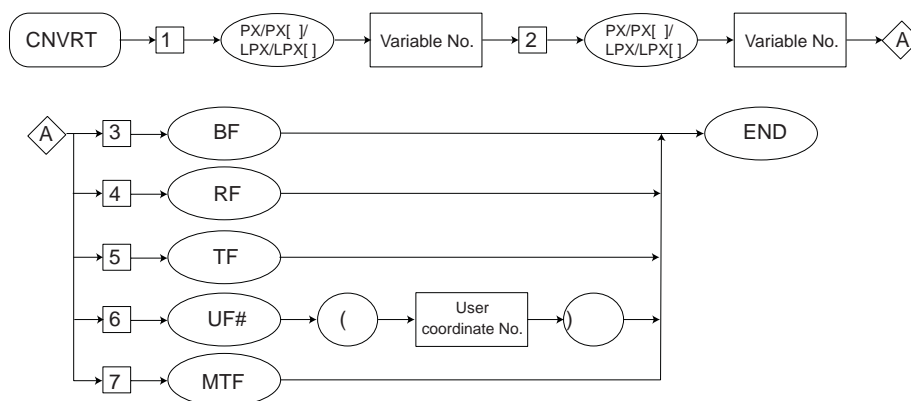 CNVRT 1 PX/PX[ ]/ LPX/LPX[ ] Variable No. 2 PX/PX[ ]/ LPX/LPX[ ] Variable No. A
A 3 BF END
4 RF
5 TF
6 UF# ( User coordinate No. )
7 MTF